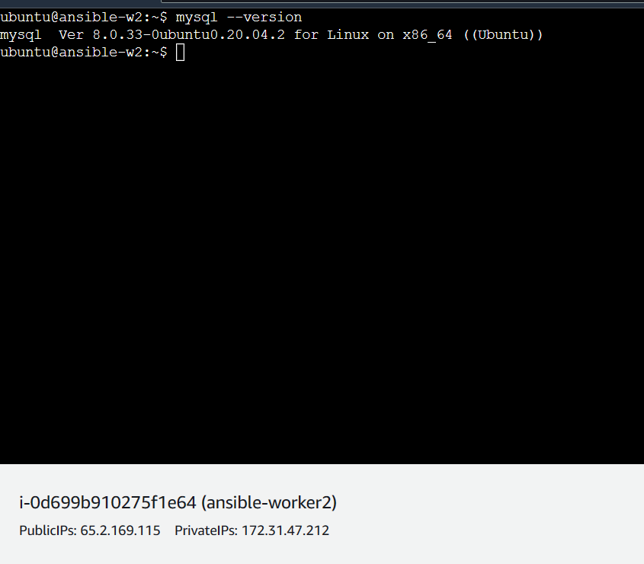 ubuntu@ansible-w2:~$ mysql --version
mysql  Ver 8.0.33-0ubuntu0.20.04.2 for Linux on x86_64 ((Ubuntu))
ubuntu@ansible-w2:~$
i-0d699b910275f1e64 (ansible-worker2)
PublicIPs: 65.2.169.115 PrivateIPs: 172.31.47.212